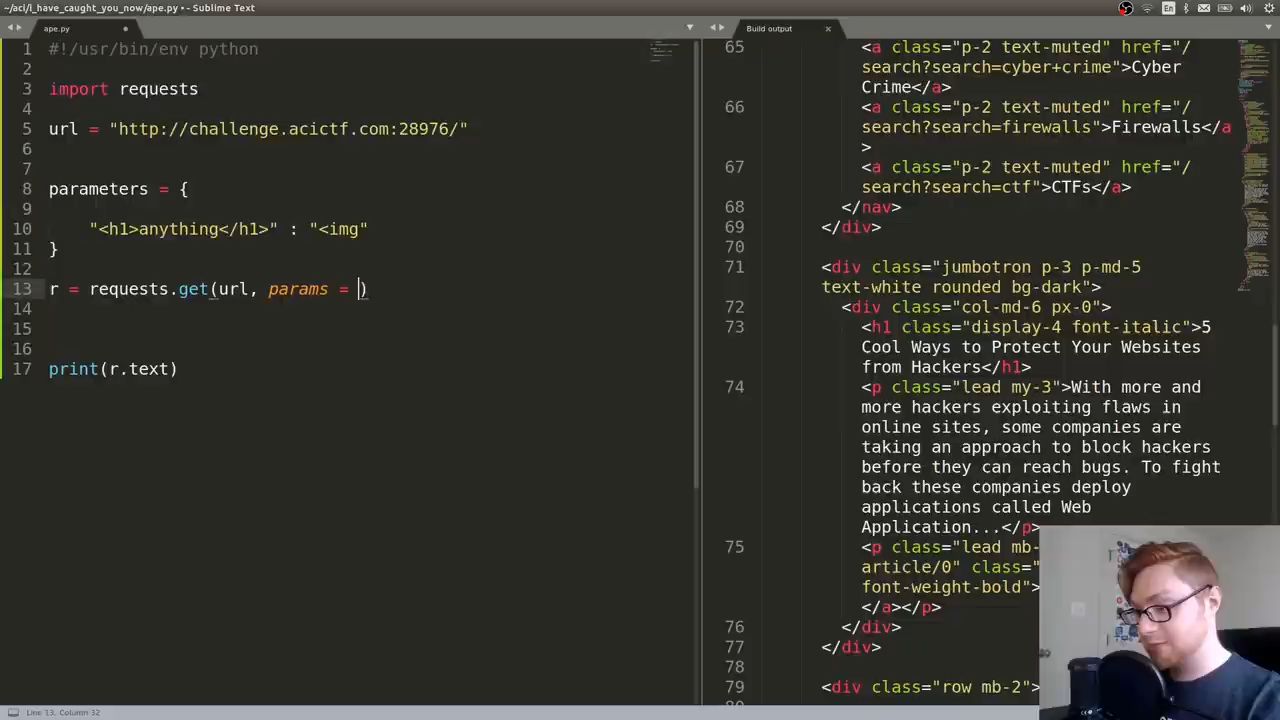 ~/aci/I_have_caught_you_now/ape.py • - Sublime Text
En
ape.py
Build output
1 #!/usr/bin/env python
2
3 import requests
4
5 url = "http://challenge.acictf.com:28976/"
6
7
8 parameters = {
9
10 "<h1>anything</h1>" : "<img"
11 }
12
13 r = requests.get(url, params = )
14
15
16
17 print(r.text)
65 <a class="p-2 text-muted" href="/
search?search=cyber+crime">Cyber
Crime</a>
66 <a class="p-2 text-muted" href="/
search?search=firewalls">Firewalls</a
>
67 <a class="p-2 text-muted" href="/
search?search=ctf">CTFs</a>
68 </nav>
69 </div>
70
71 <div class="jumbotron p-3 p-md-5
text-white rounded bg-dark">
72 <div class="col-md-6 px-0">
73 <h1 class="display-4 font-italic">5
Cool Ways to Protect Your Websites
from Hackers</h1>
74 <p class="lead my-3">With more and
more hackers exploiting flaws in
online sites, some companies are
taking an approach to block hackers
before they can reach bugs. To fight
back these companies deploy
applications called Web
Application...</p>
75 <p class="lead mb-
article/0" class="
font-weight-bold">
</a></p>
76 </div>
77 </div>
78
79 <div class="row mb-2">
Line 13, Column 32